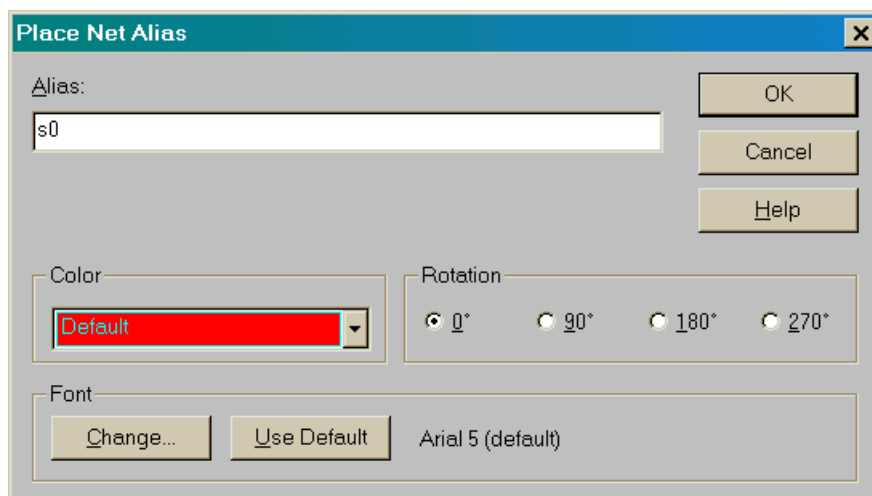 Place Net Alias
Alias:
OK
s0
Cancel
Help
Color
Rotation
Default
0°
90°
180°
270°
Font
Change...
Use Default
Arial 5 (default)